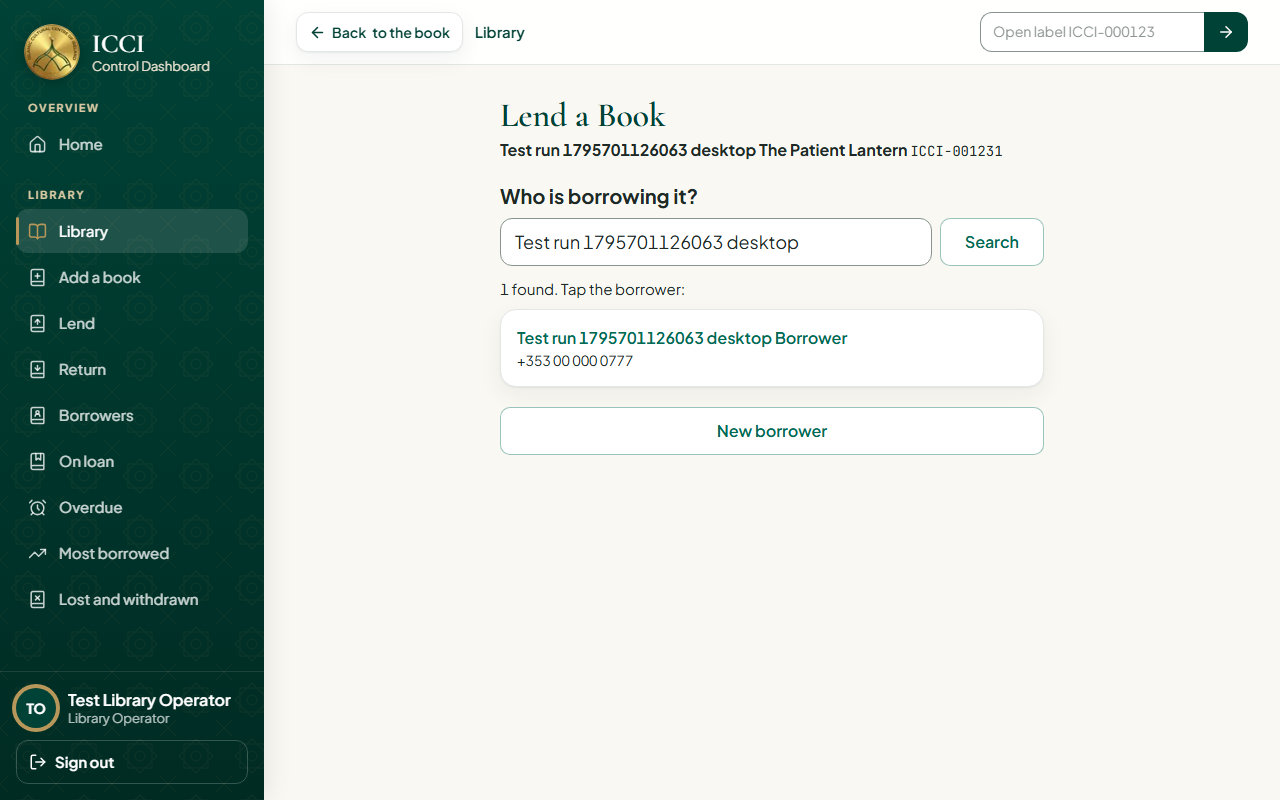 ICCI
Control Dashboard
OVERVIEW
Home
LIBRARY
Library
Add a book
Lend
Return
Borrowers
On loan
Overdue
Most borrowed
Lost and withdrawn
TO
Test Library Operator
Library Operator
Sign out
Back to the book
Library
Open label ICCI-000123
Lend a Book
Test run 1795701126063 desktop The Patient Lantern ICCI-001231
Who is borrowing it?
Test run 1795701126063 desktop
Search
1 found. Tap the borrower:
Test run 1795701126063 desktop Borrower
+353 00 000 0777
New borrower